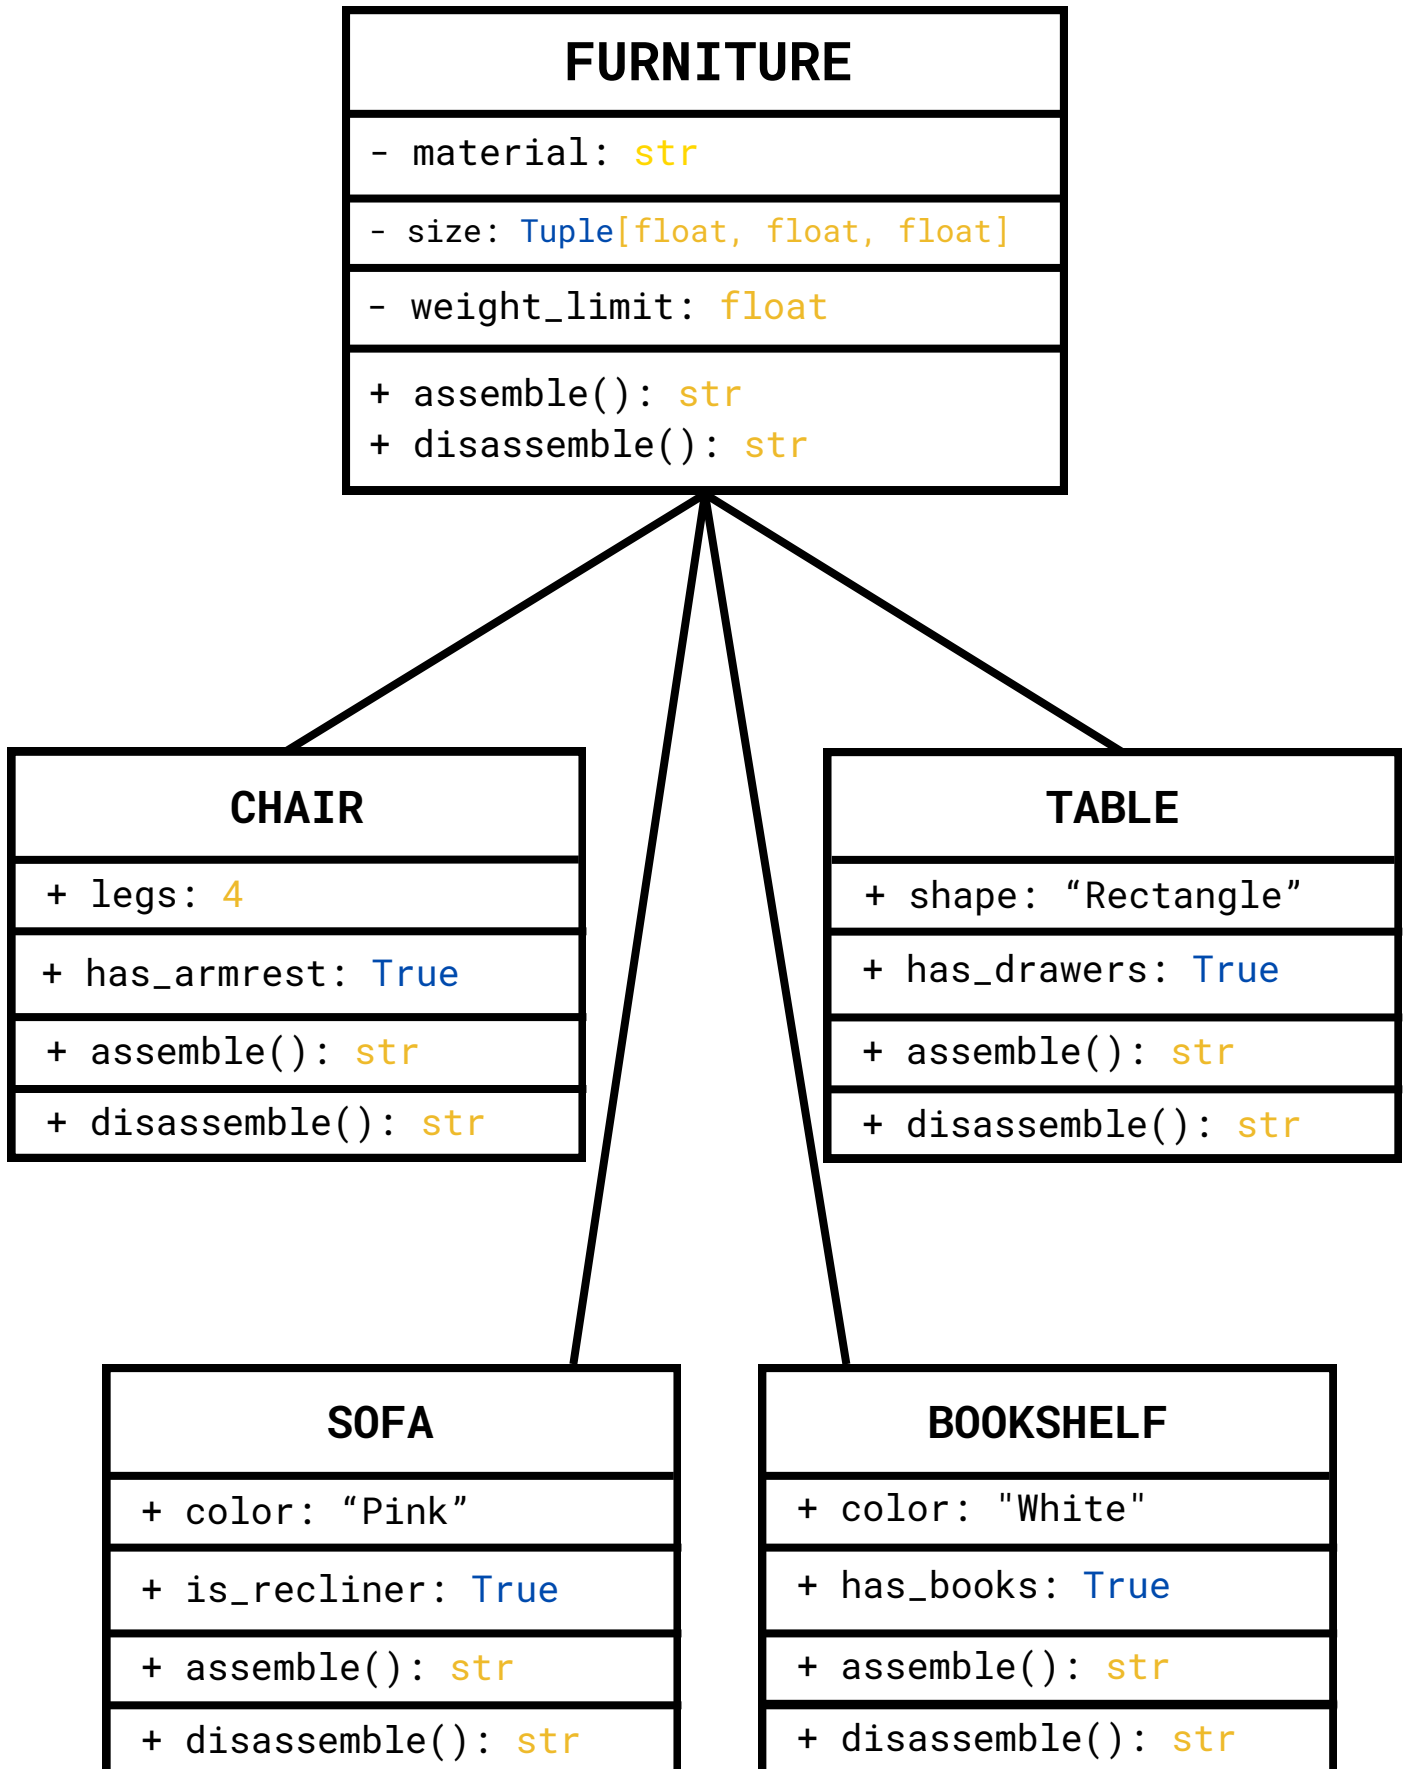 FURNITURE
- material: str
- size: Tuple[float, float, float]
- weight_limit: float
+ assemble(): str
+ disassemble(): str
CHAIR
+ legs: 4
+ has_armrest: True
+ assemble(): str
+ disassemble(): str
TABLE
+ shape: “Rectangle”
+ has_drawers: True
+ assemble(): str
+ disassemble(): str
SOFA
+ color: “Pink”
+ is_recliner: True
+ assemble(): str
+ disassemble(): str
BOOKSHELF
+ color: "White"
+ has_books: True
+ assemble(): str
+ disassemble(): str